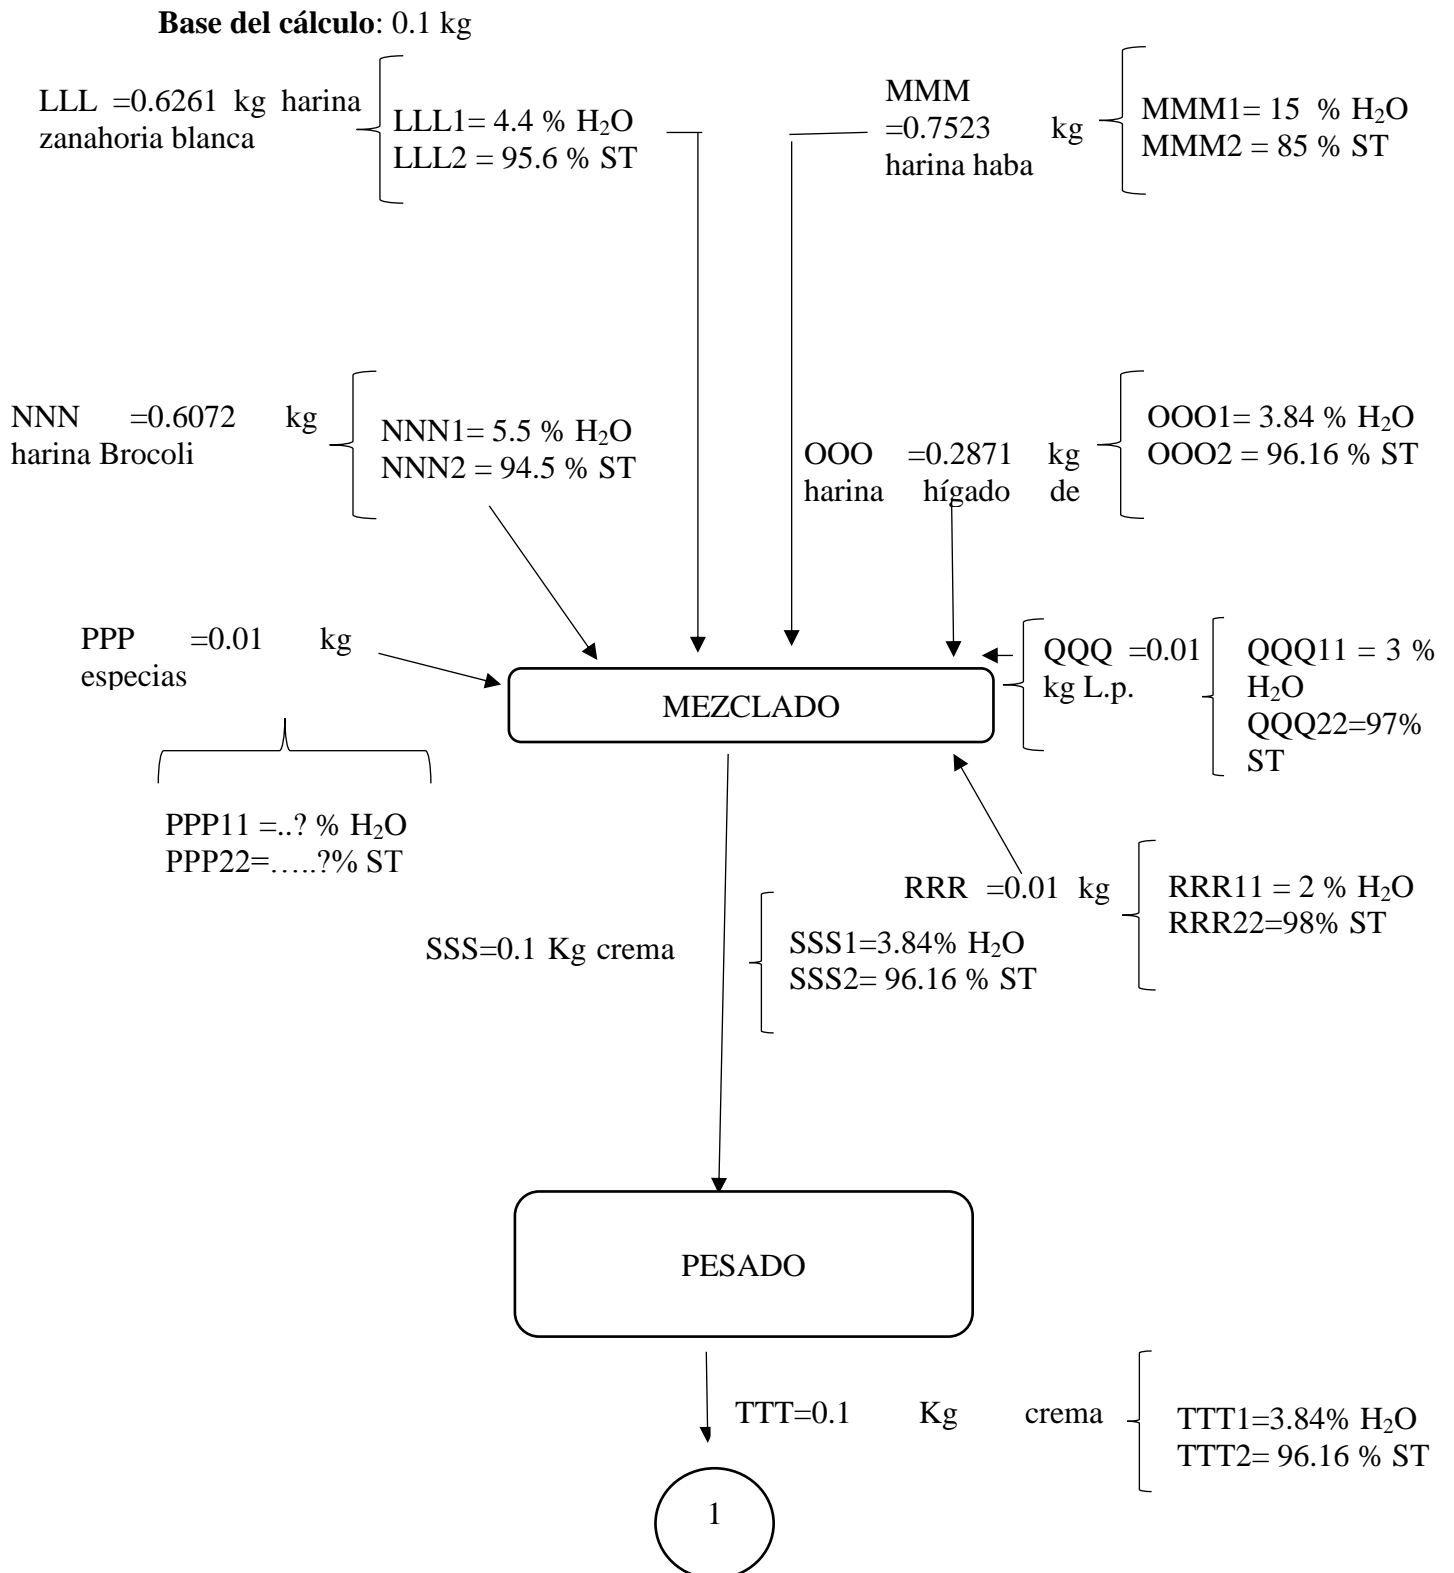 Base del cálculo: 0.1 kg
LLL =0.6261 kg harina
zanahoria blanca
LLL1= 4.4 % H₂O
LLL2 = 95.6 % ST
MMM
=0.7523 kg
harina haba
MMM1= 15 % H₂O
MMM2 = 85 % ST
NNN =0.6072 kg
harina Brocoli
NNN1= 5.5 % H₂O
NNN2 = 94.5 % ST
OOO =0.2871 kg
harina hígado de
OOO1= 3.84 % H₂O
OOO2 = 96.16 % ST
PPP =0.01 kg
especias
MEZCLADO
QQQ =0.01
kg L.p.
QQQ11 = 3 %
H₂O
QQQ22=97%
ST
PPP11 =..? % H₂O
PPP22=…..?% ST
RRR =0.01 kg
RRR11 = 2 % H₂O
RRR22=98% ST
SSS=0.1 Kg crema
SSS1=3.84% H₂O
SSS2= 96.16 % ST
PESADO
TTT=0.1 Kg crema
TTT1=3.84% H₂O
TTT2= 96.16 % ST
1